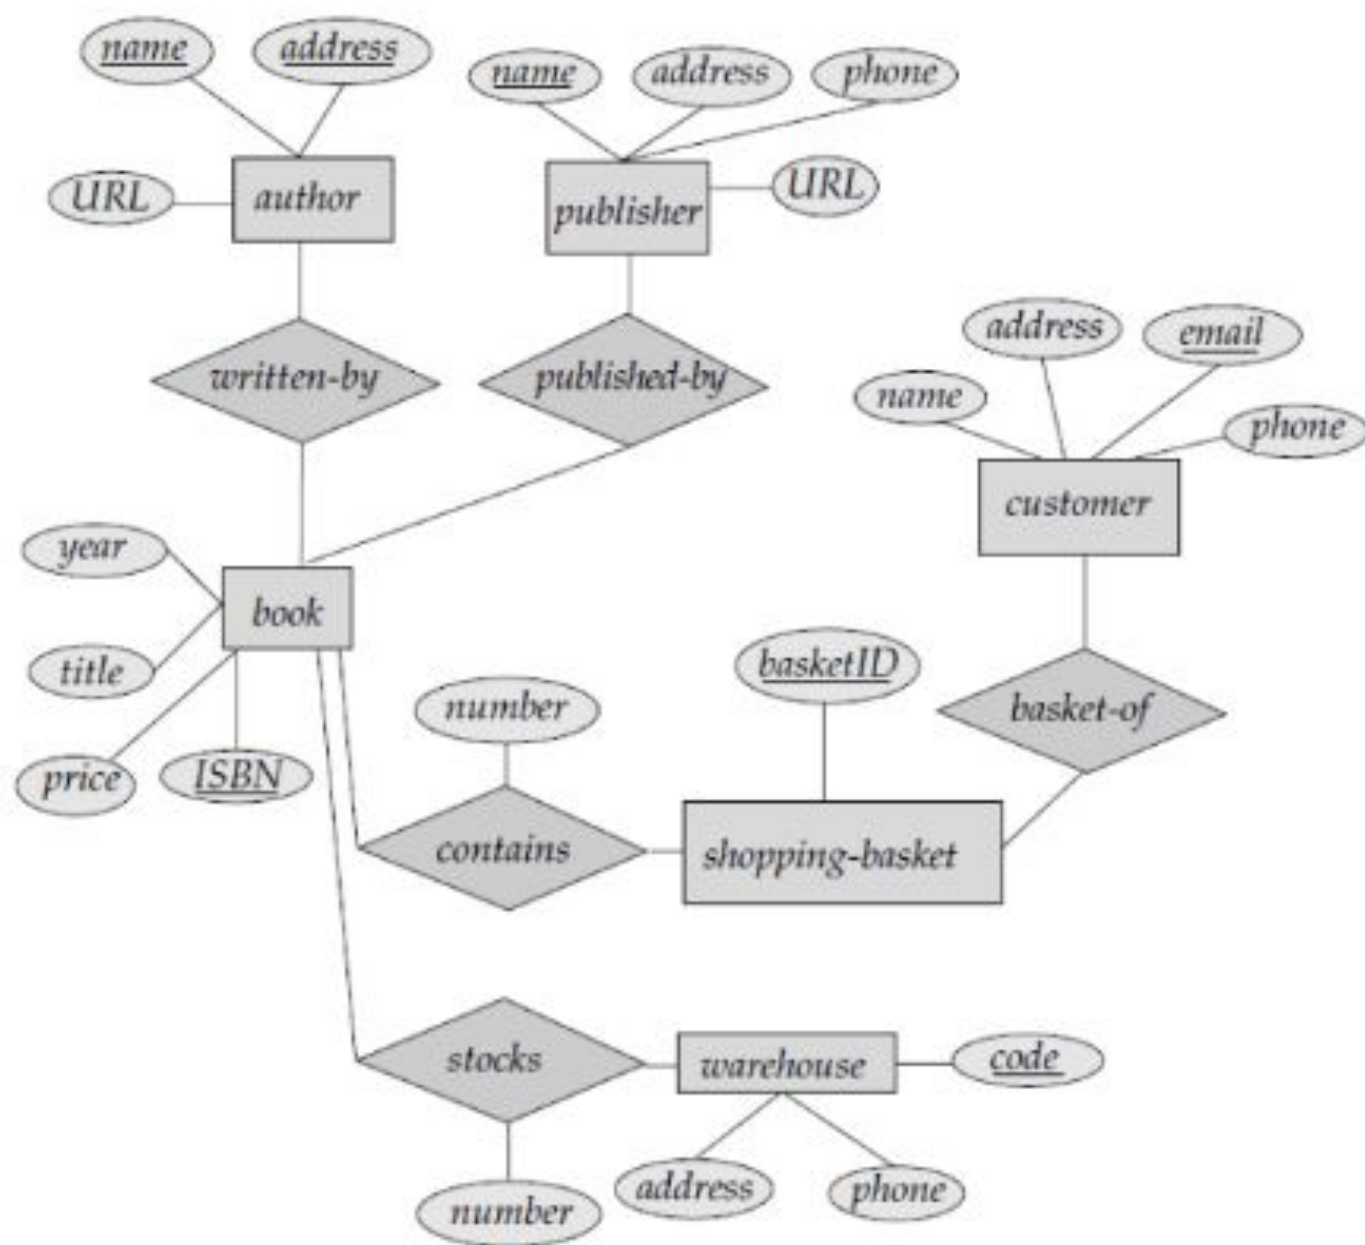 name
address
name
address
phone
URL
author
publisher
URL
written-by
published-by
address
email
name
phone
customer
year
book
title
basketID
number
basket-of
price
ISBN
contains
shopping-basket
stocks
warehouse
code
address
phone
number